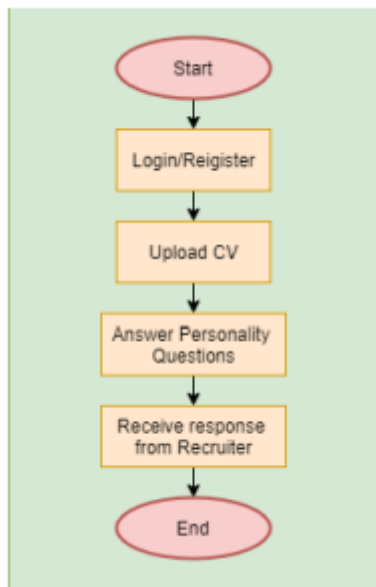 Start
Login/Reigister
Upload CV
Answer Personality
Questions
Receive response
from Recruiter
End